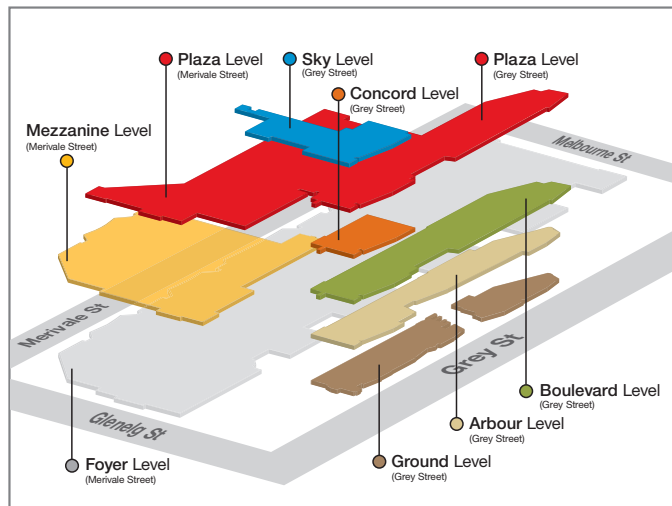 Plaza Level
(Merivale Street)
Sky Level
(Grey Street)
Plaza Level
(Grey Street)
Concord Level
(Grey Street)
Mezzanine Level
(Merivale Street)
Melbourne St
Merivale St
Grey St
Glenelg St
Boulevard Level
(Grey Street)
Arbour Level
(Grey Street)
Foyer Level
(Merivale Street)
Ground Level
(Grey Street)